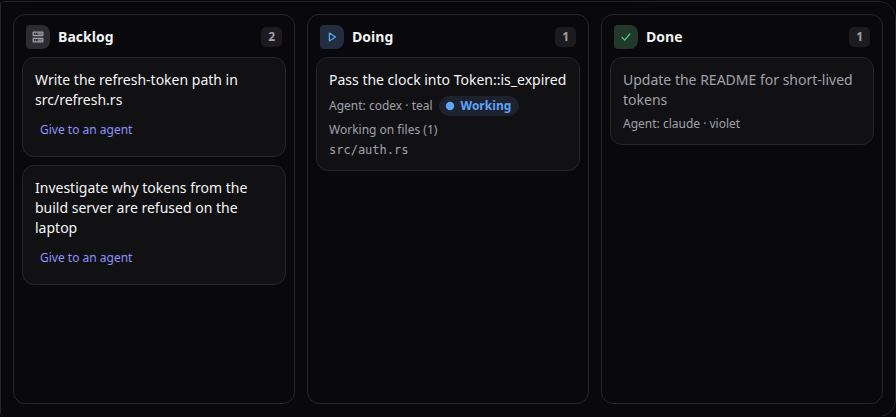 Backlog
2
Write the refresh-token path in
src/refresh.rs
Give to an agent
Investigate why tokens from the
build server are refused on the
laptop
Give to an agent
Doing
1
Pass the clock into Token::is_expired
Agent: codex · teal
Working
Working on files (1)
src/auth.rs
Done
1
Update the README for short-lived
tokens
Agent: claude · violet